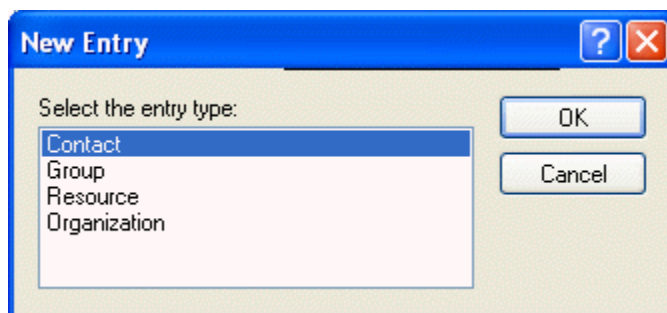 New Entry
Select the entry type:
OK
Contact
Group
Cancel
Resource
Organization